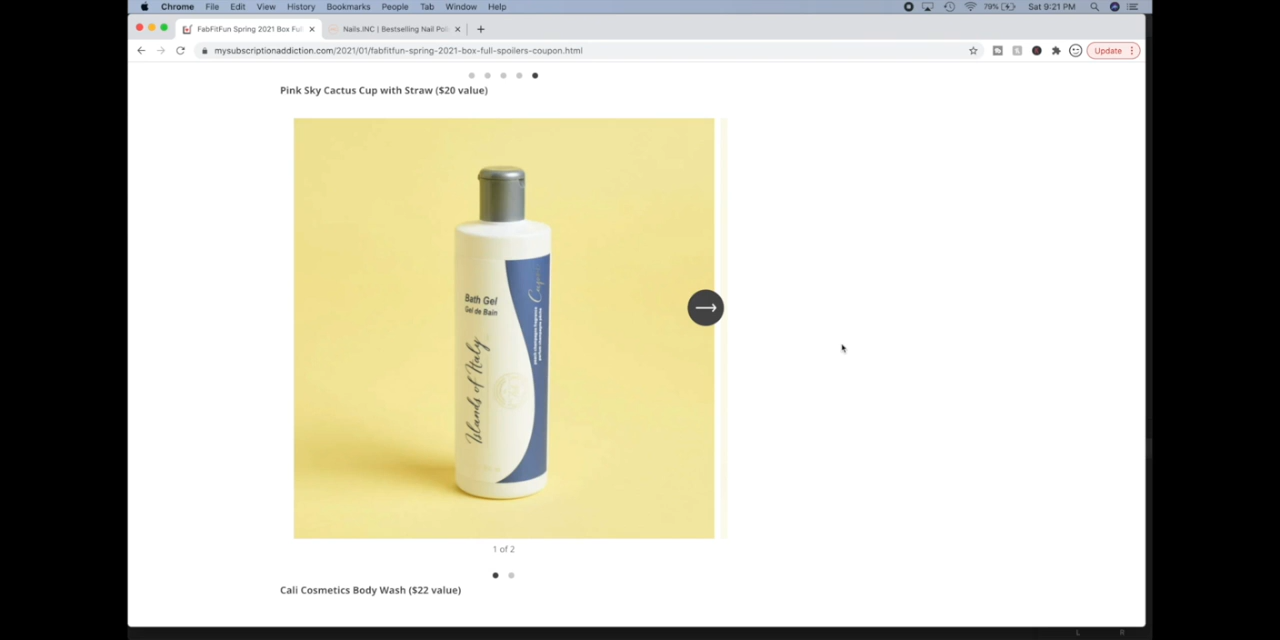 Chrome File Edit View History Bookmarks People Tab Window Help
79% Sat 9:21 PM
FabFitFun Spring 2021 Box Ful
Nails.INC | Bestselling Nail Pol
mysubscriptionaddiction.com/2021/01/fabfitfun-spring-2021-box-full-spoilers-coupon.html
Update
Pink Sky Cactus Cup with Straw ($20 value)
Bath Gel
Gel de Bain
Islands of Italy
Capri
1 of 2
Cali Cosmetics Body Wash ($22 value)
L R